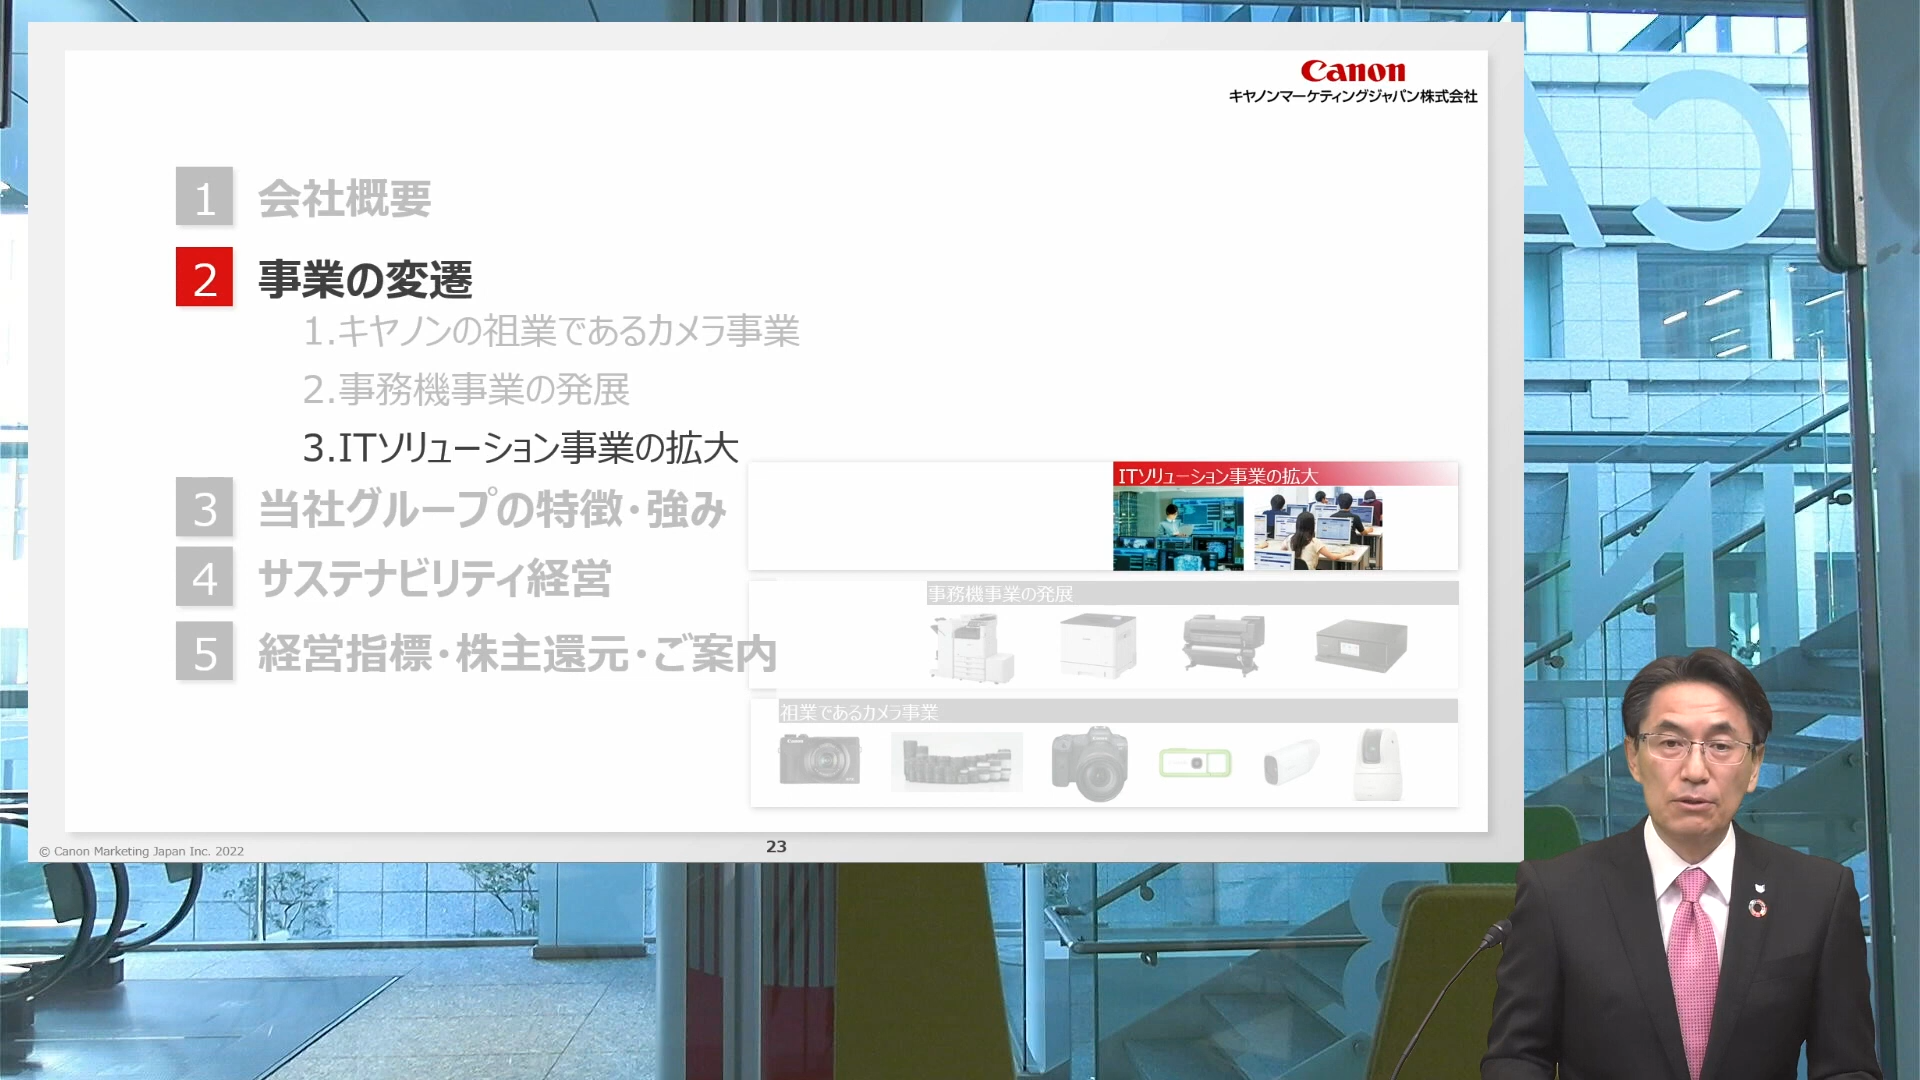 Canon
キヤノンマーケティングジャパン株式会社
1 会社概要
2 事業の変遷
1.キヤノンの祖業であるカメラ事業
2.事務機事業の発展
3.ITソリューション事業の拡大
3 当社グループの特徴・強み
4 サステナビリティ経営
5 経営指標・株主還元・ご案内
ITソリューション事業の拡大
事務機事業の発展
祖業であるカメラ事業
© Canon Marketing Japan Inc. 2022
23